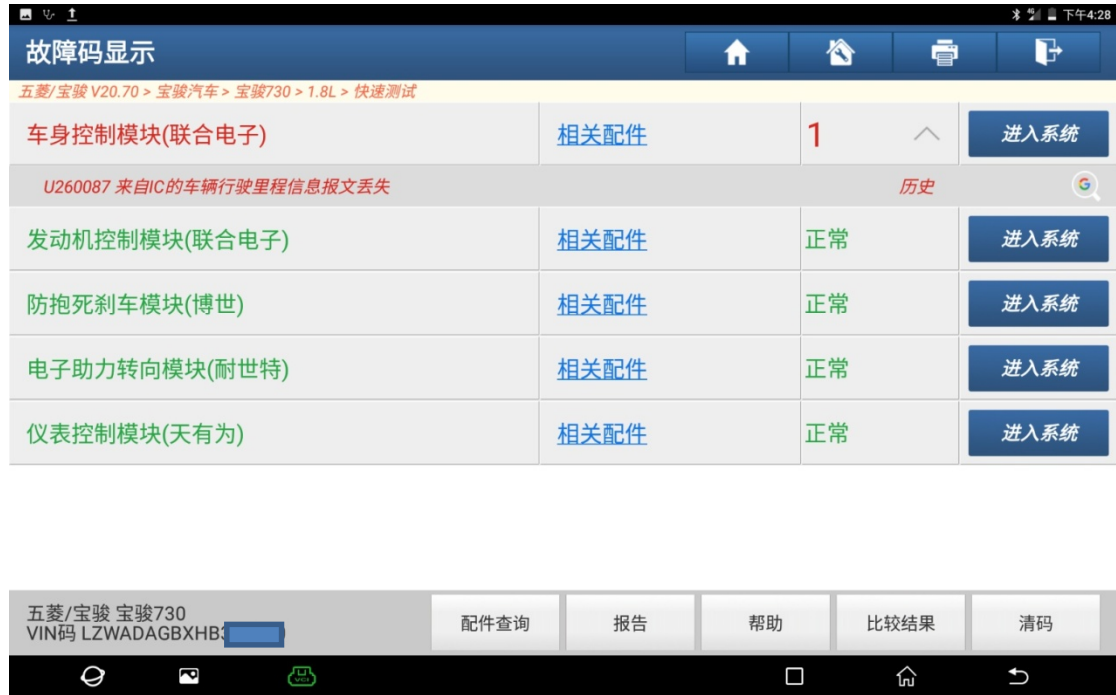 下午4:28
故障码显示
五菱/宝骏 V20.70 > 宝骏汽车 > 宝骏730 > 1.8L > 快速测试
车身控制模块(联合电子) 相关配件 1 进入系统
U260087 来自IC的车辆行驶里程信息报文丢失 历史 G
发动机控制模块(联合电子) 相关配件 正常 进入系统
防抱死刹车模块(博世) 相关配件 正常 进入系统
电子助力转向模块(耐世特) 相关配件 正常 进入系统
仪表控制模块(天有为) 相关配件 正常 进入系统
五菱/宝骏 宝骏730
VIN码 LZWADAGBXHB
配件查询 报告 帮助 比较结果 清码
VCI